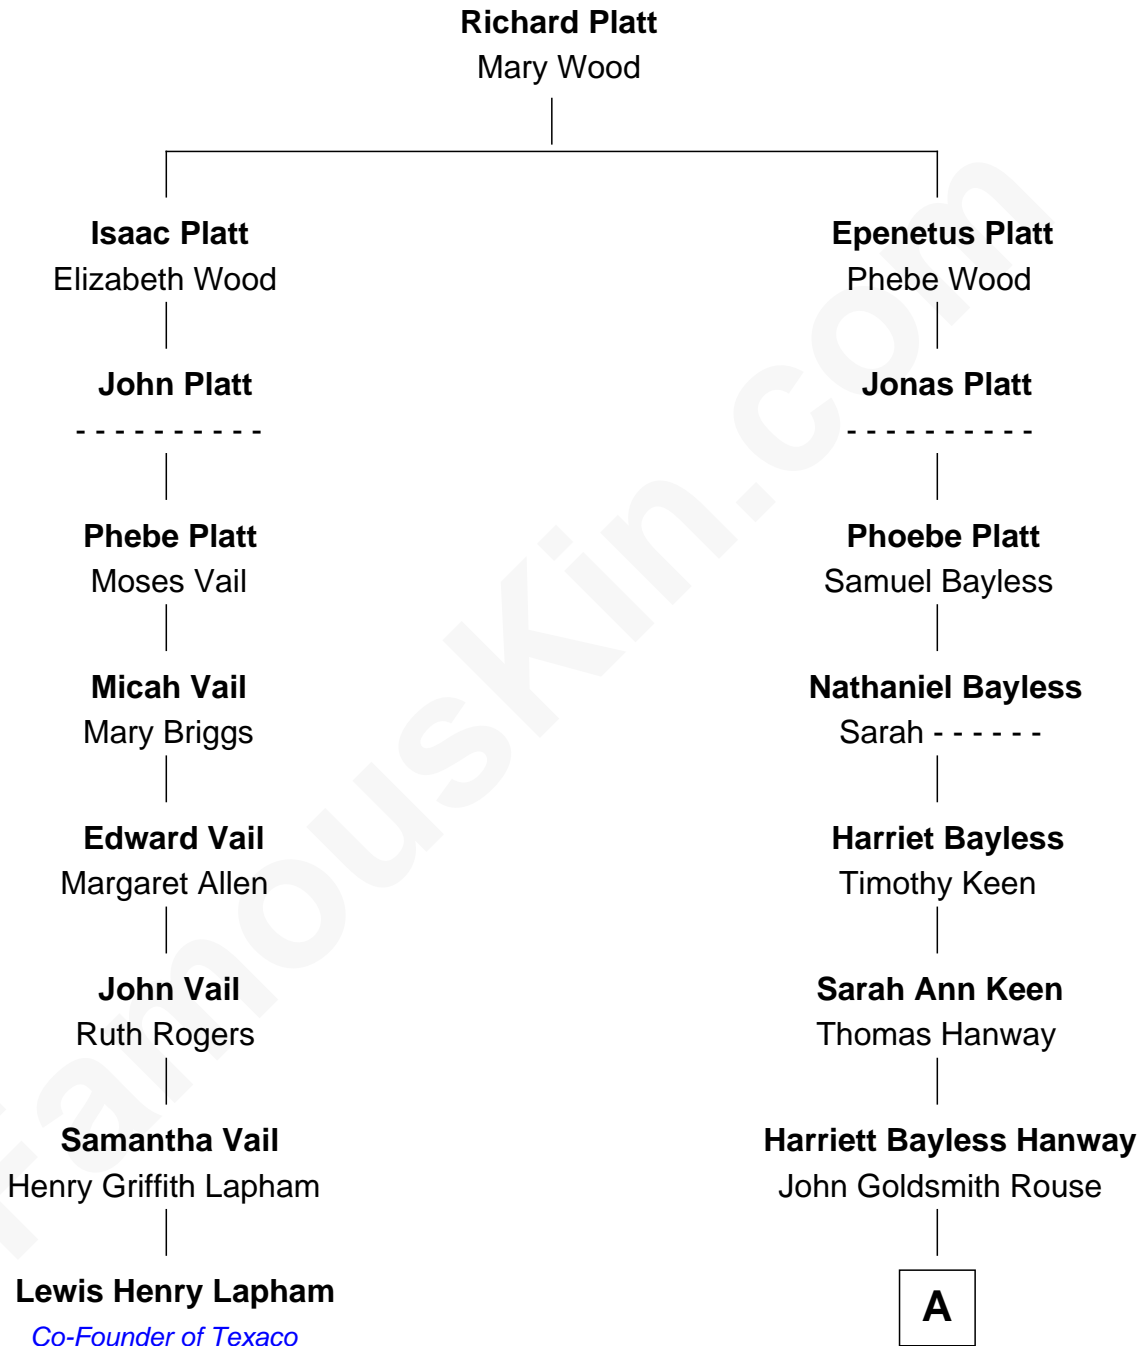 Richard Platt
Mary Wood
Isaac Platt
Elizabeth Wood
Epenetus Platt
Phebe Wood
John Platt
- - - - - - - - - -
Jonas Platt
- - - - - - - - - -
Phebe Platt
Moses Vail
Phoebe Platt
Samuel Bayless
Micah Vail
Mary Briggs
Nathaniel Bayless
Sarah - - - - - -
Edward Vail
Margaret Allen
Harriet Bayless
Timothy Keen
John Vail
Ruth Rogers
Sarah Ann Keen
Thomas Hanway
Samantha Vail
Henry Griffith Lapham
Harriett Bayless Hanway
John Goldsmith Rouse
Lewis Henry Lapham
Co-Founder of Texaco
A
FamousKin.com